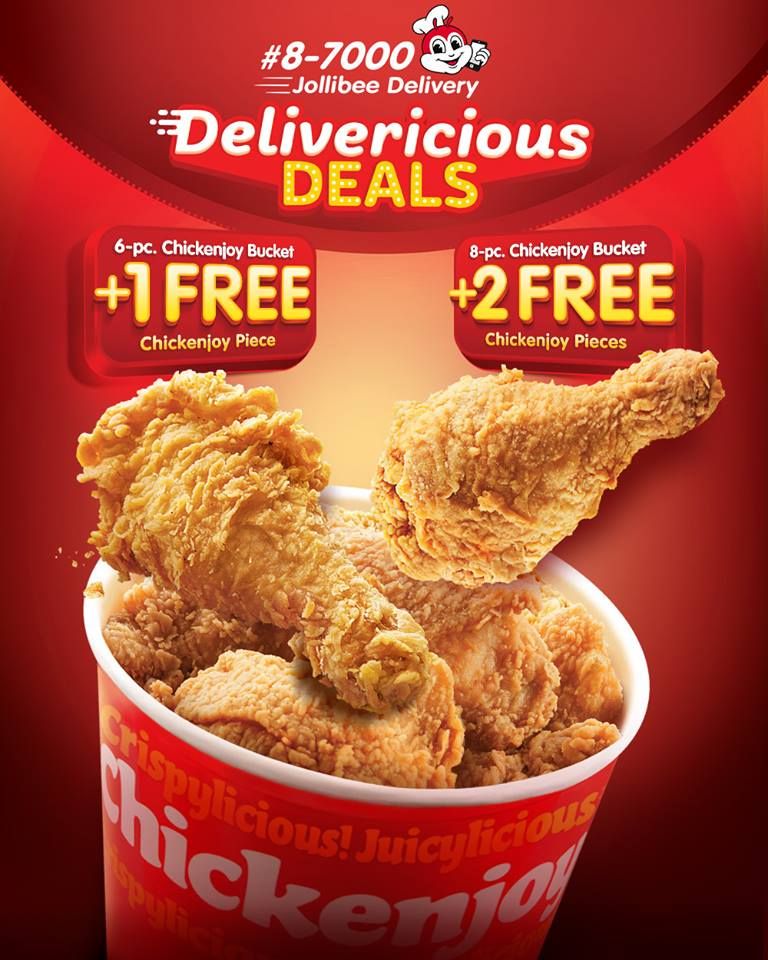 #8-7000
Jollibee Delivery
Delivericious
DEALS
6-pc. Chickenjoy Bucket
+1 FREE
Chickenjoy Piece
8-pc. Chickenjoy Bucket
+2 FREE
Chickenjoy Pieces
Crispylicious! Juicylicious
Chickenjoy